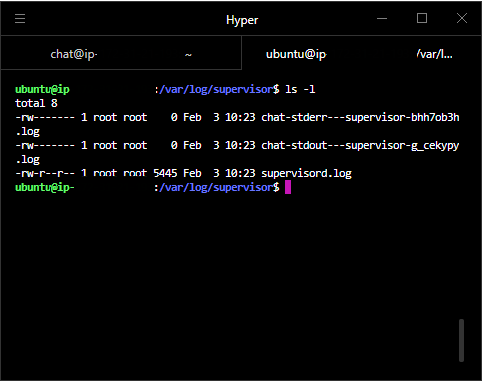 Hyper
chat@ip- ~
ubuntu@ip- /var/l...
ubuntu@ip :/var/log/supervisor$ ls -l
total 8
-rw------- 1 root root    0 Feb  3 10:23 chat-stderr---supervisor-bhh7ob3h
.log
-rw------- 1 root root    0 Feb  3 10:23 chat-stdout---supervisor-g_cekypy
.log
-rw-r--r-- 1 root root 5445 Feb  3 10:23 supervisord.log
ubuntu@ip- :/var/log/supervisor$